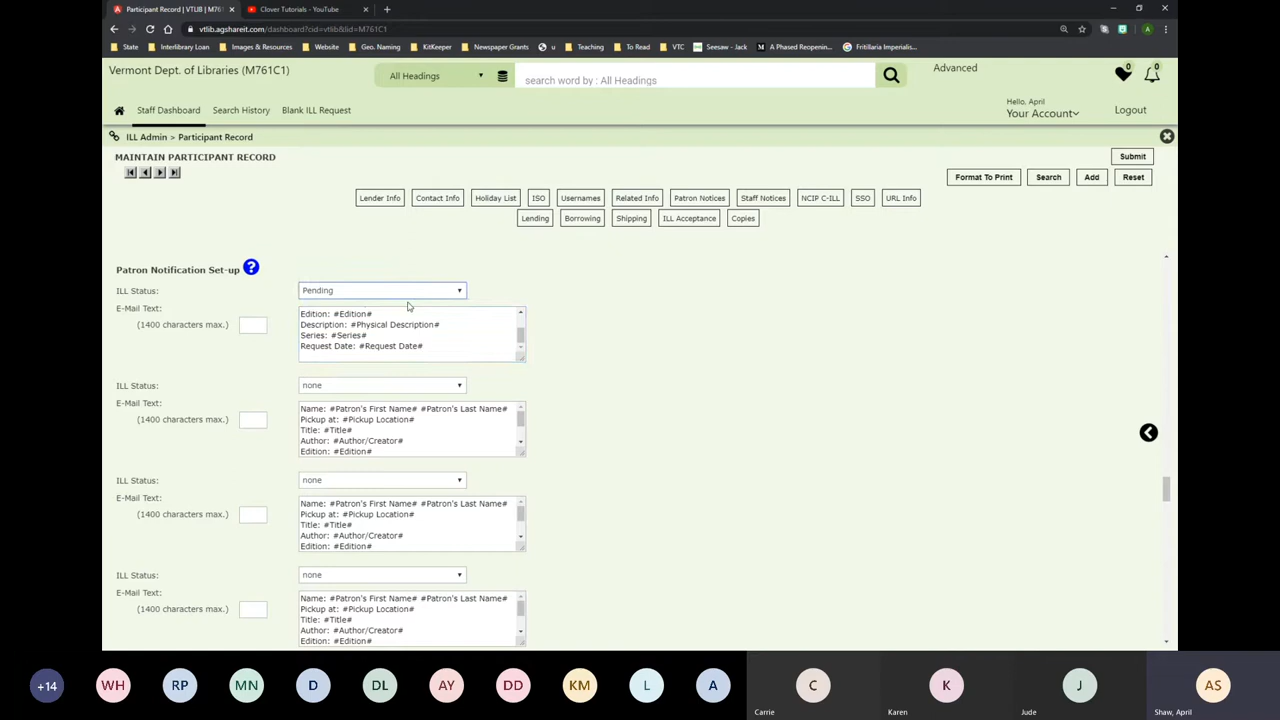 Participant Record | VTLIB | M761
Clover Tutorials - YouTube
vtlib.agshareit.com/dashboard?cid=vtlib&lid=M761C1
A
State
Interlibrary Loan
Images & Resources
Website
Geo. Naming
KitKeeper
Newspaper Grants
u
Teaching
To Read
VTC
Seesaw - Jack
A Phased Reopenin...
Fritillaria Imperialis...
Vermont Dept. of Libraries (M761C1)
All Headings
search word by : All Headings
Advanced
0
0
Staff Dashboard
Search History
Blank ILL Request
Hello, April
Your Account
Logout
ILL Admin > Participant Record
MAINTAIN PARTICIPANT RECORD
Submit
Format To Print
Search
Add
Reset
Lender Info
Contact Info
Holiday List
ISO
Usernames
Related Info
Patron Notices
Staff Notices
NCIP C-ILL
SSO
URL Info
Lending
Borrowing
Shipping
ILL Acceptance
Copies
Patron Notification Set-up ?
ILL Status:
Pending
E-Mail Text:
(1400 characters max.)
Edition: #Edition#
Description: #Physical Description#
Series: #Series#
Request Date: #Request Date#
ILL Status:
none
E-Mail Text:
(1400 characters max.)
Name: #Patron's First Name# #Patron's Last Name#
Pickup at: #Pickup Location#
Title: #Title#
Author: #Author/Creator#
Edition: #Edition#
ILL Status:
none
E-Mail Text:
(1400 characters max.)
Name: #Patron's First Name# #Patron's Last Name#
Pickup at: #Pickup Location#
Title: #Title#
Author: #Author/Creator#
Edition: #Edition#
ILL Status:
none
E-Mail Text:
(1400 characters max.)
Name: #Patron's First Name# #Patron's Last Name#
Pickup at: #Pickup Location#
Title: #Title#
Author: #Author/Creator#
Edition: #Edition#
+14
WH
RP
MN
D
DL
AY
DD
KM
L
A
C
K
J
AS
Carrie
Karen
Jude
Shaw, April